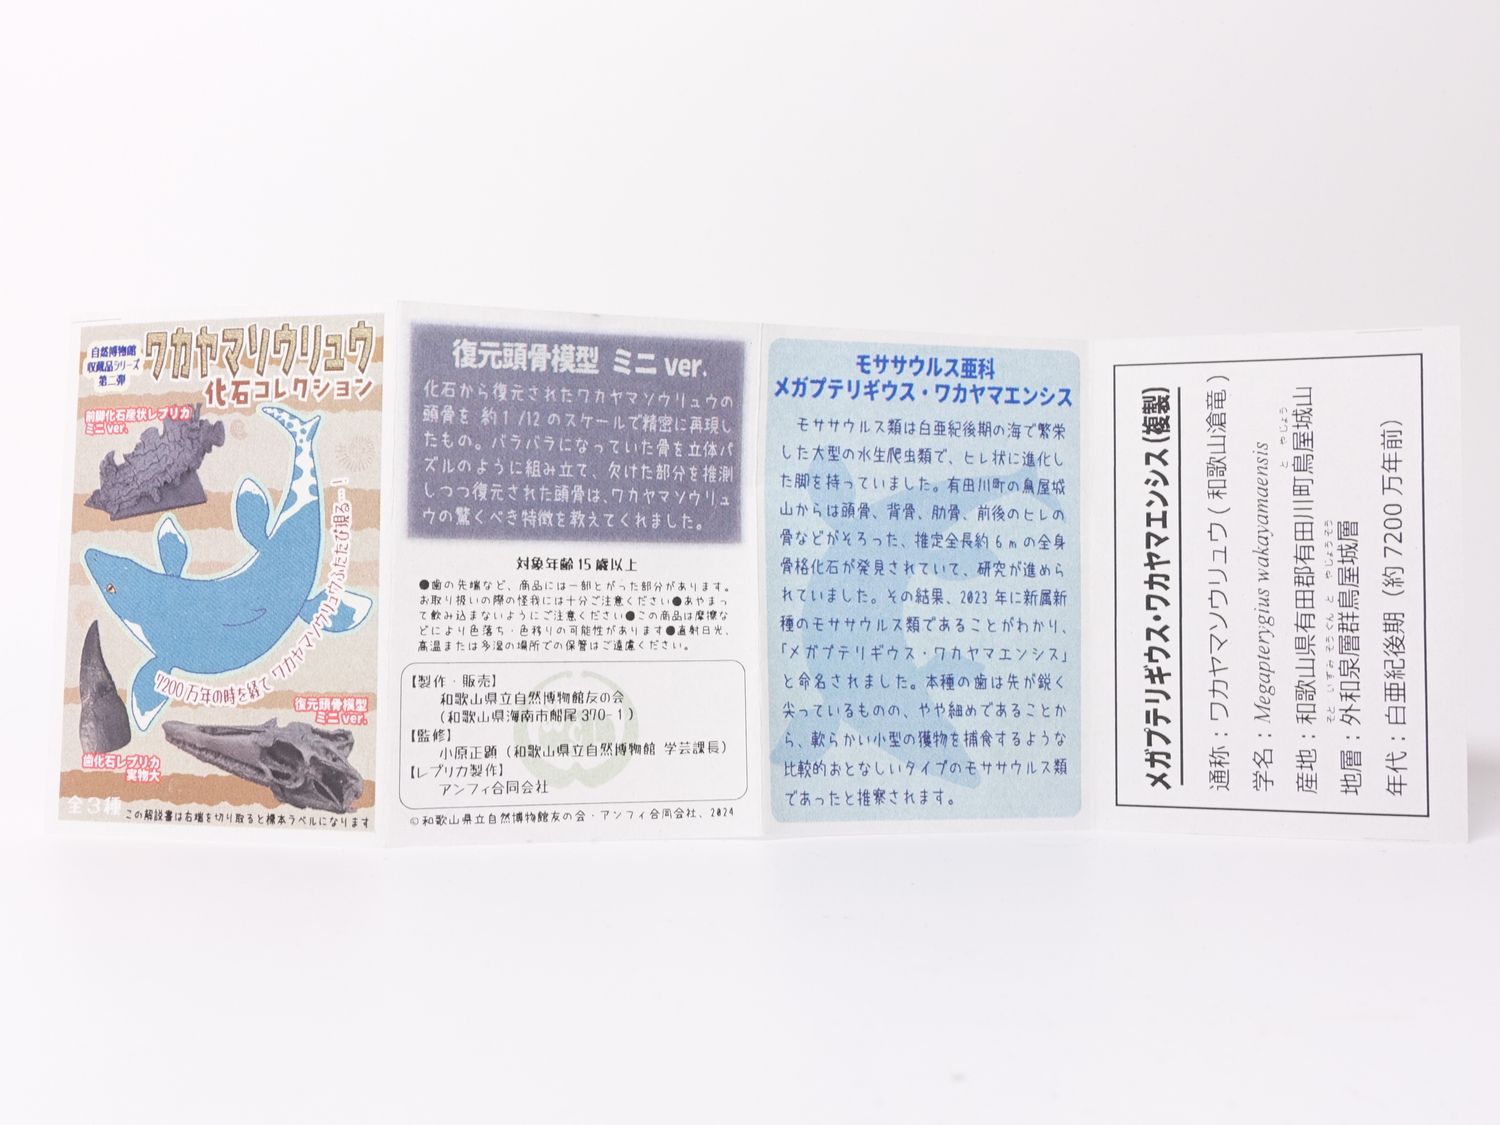 自然博物館
収蔵品シリーズ
第二弾
ワカヤマソウリュウ
化石コレクション
前脚化石産状レプリカ
ミニver.
7200万年の時を経て ワカヤマソウリュウふたたび現る…!
復元頭骨模型
ミニver.
歯化石レプリカ
実物大
全3種
この解説書は右端を切り取ると標本ラベルになります
復元頭骨模型 ミニ ver.
化石から復元されたワカヤマソウリュウの
頭骨を 約1/12 のスケールで精密に再現し
たもの。バラバラになっていた骨を立体パ
ズルのように組み立て、欠けた部分を推測
しつつ復元された頭骨は、ワカヤマソウリュ
ウの驚くべき特徴を教えてくれました。
対象年齢15歳以上
●歯の先端など、商品には一部とがった部分があります。
お取り扱いの際の怪我には十分ご注意ください●あやまっ
て飲み込まないようにご注意ください●この商品は摩擦な
どにより色落ち・色移りの可能性があります●直射日光、
高温または多湿の場所での保管はご遠慮ください。
【製作・販売】
和歌山県立自然博物館友の会
(和歌山県海南市船尾370-1)
【監修】
小原正顕(和歌山県立自然博物館 学芸課長)
【レプリカ製作】
アンフィ合同会社
©和歌山県立自然博物館友の会・アンフィ合同会社、2024
モササウルス亜科
メガプテリギウス・ワカヤマエンシス
モササウルス類は白亜紀後期の海で繁栄
した大型の水生爬虫類で、ヒレ状に進化し
た脚を持っていました。有田川町の鳥屋城
山からは頭骨、背骨、肋骨、前後のヒレの
骨などがそろった、推定全長約6mの全身
骨格化石が発見されていて、研究が進めら
れていました。その結果、2023年に新属新
種のモササウルス類であることがわかり、
「メガプテリギウス・ワカヤマエンシス」
と命名されました。本種の歯は先が鋭く
尖っているものの、やや細めであることか
ら、軟らかい小型の獲物を捕食するような
比較的おとなしいタイプのモササウルス類
であったと推察されます。
メガプテリギウス・ワカヤマエンシス(複製)
通称：ワカヤマソウリュウ(和歌山滄竜)
学名：Megapterygius wakayamaensis
と やじょう
産地：和歌山県有田郡有田川町鳥屋城山
そと いずみ そうぐん と やじょうそう
地層：外和泉層群鳥屋城層
年代：白亜紀後期 (約7200万年前)